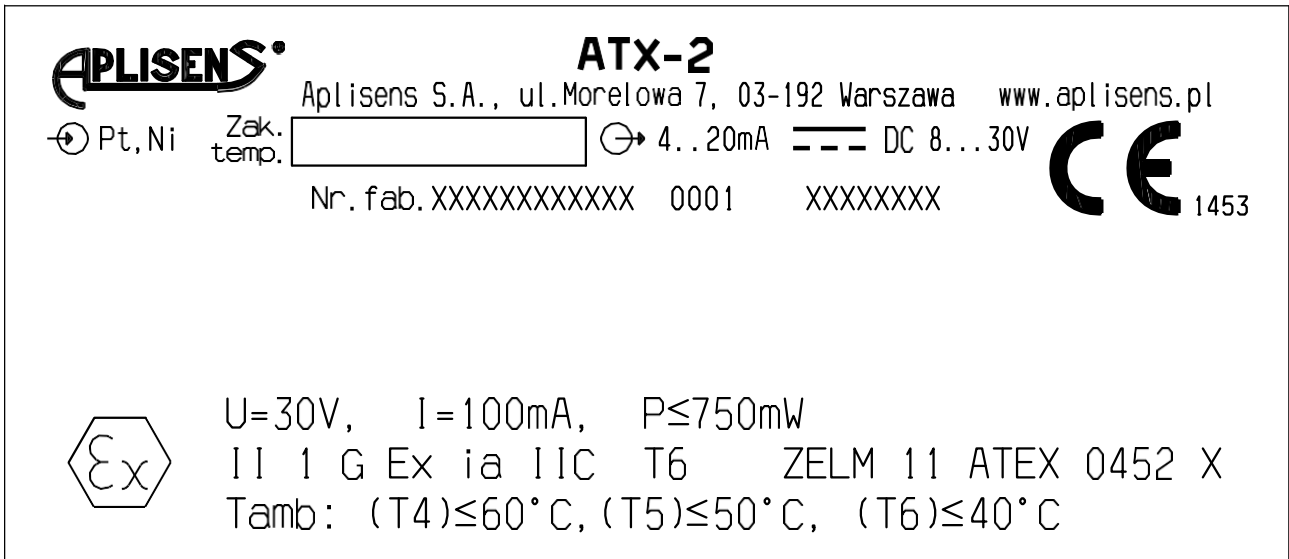 APLISENS
ATX-2
Aplisens S.A., ul.Morelowa 7, 03-192 Warszawa www.aplisens.pl
Pt,Ni Zak. temp. 4..20mA DC 8...30V CE 1453
Nr.fab.XXXXXXXXXXXX 0001 XXXXXXXX
U=30V, I=100mA, P≤750mW
Ex II 1 G Ex ia IIC T6 ZELM 11 ATEX 0452 X
Tamb: (T4)≤60°C,(T5)≤50°C, (T6)≤40°C